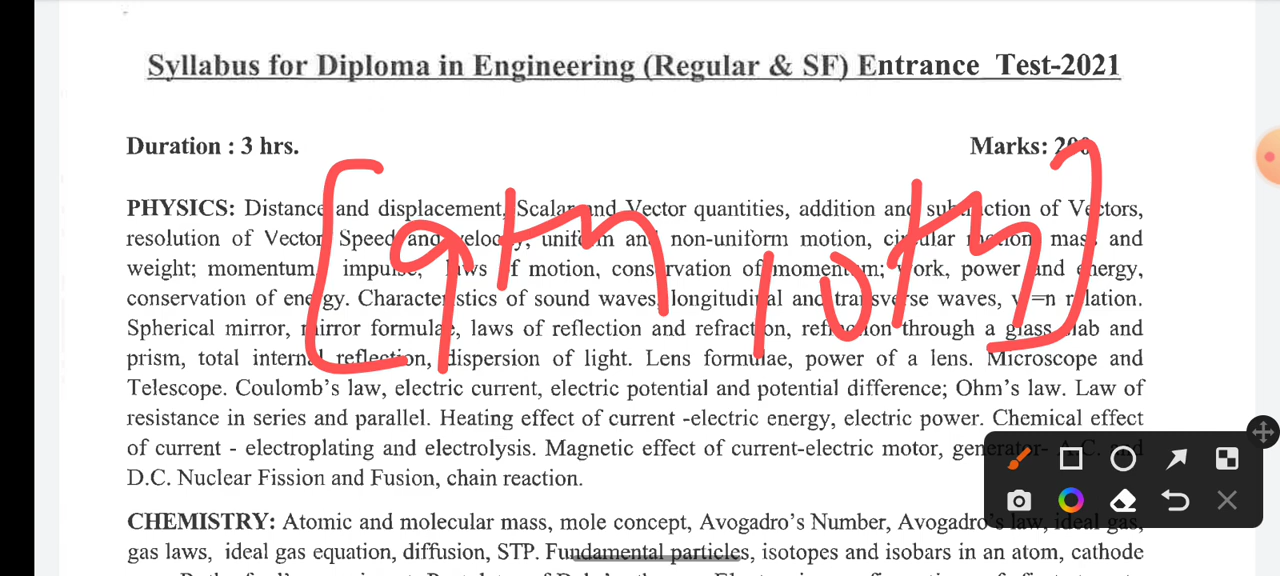 Syllabus for Diploma in Engineering (Regular & SF) Entrance Test-2021
Duration : 3 hrs. Marks: 200
PHYSICS: Distance and displacement, Scalar and Vector quantities, addition and subtraction of Vectors,
resolution of Vector, Speed and velocity, uniform and non-uniform motion, circular motion, mass and
weight; momentum, impulse, laws of motion, conservation of momentum; work, power and energy,
conservation of energy. Characteristics of sound waves, longitudinal and transverse waves, relation.
Spherical mirror, mirror formulae, laws of reflection and refraction, refraction through a glass slab and
prism, total internal reflection, dispersion of light. Lens formulae, power of a lens. Microscope and
Telescope. Coulomb's law, electric current, electric potential and potential difference; Ohm's law. Law of
resistance in series and parallel. Heating effect of current -electric energy, electric power. Chemical effect
of current - electroplating and electrolysis. Magnetic effect of current-electric motor, generator- A.C. and
D.C. Nuclear Fission and Fusion, chain reaction.
CHEMISTRY: Atomic and molecular mass, mole concept, Avogadro's Number, Avogadro's law, ideal gas,
gas laws, ideal gas equation, diffusion, STP. Fundamental particles, isotopes and isobars in an atom, cathode